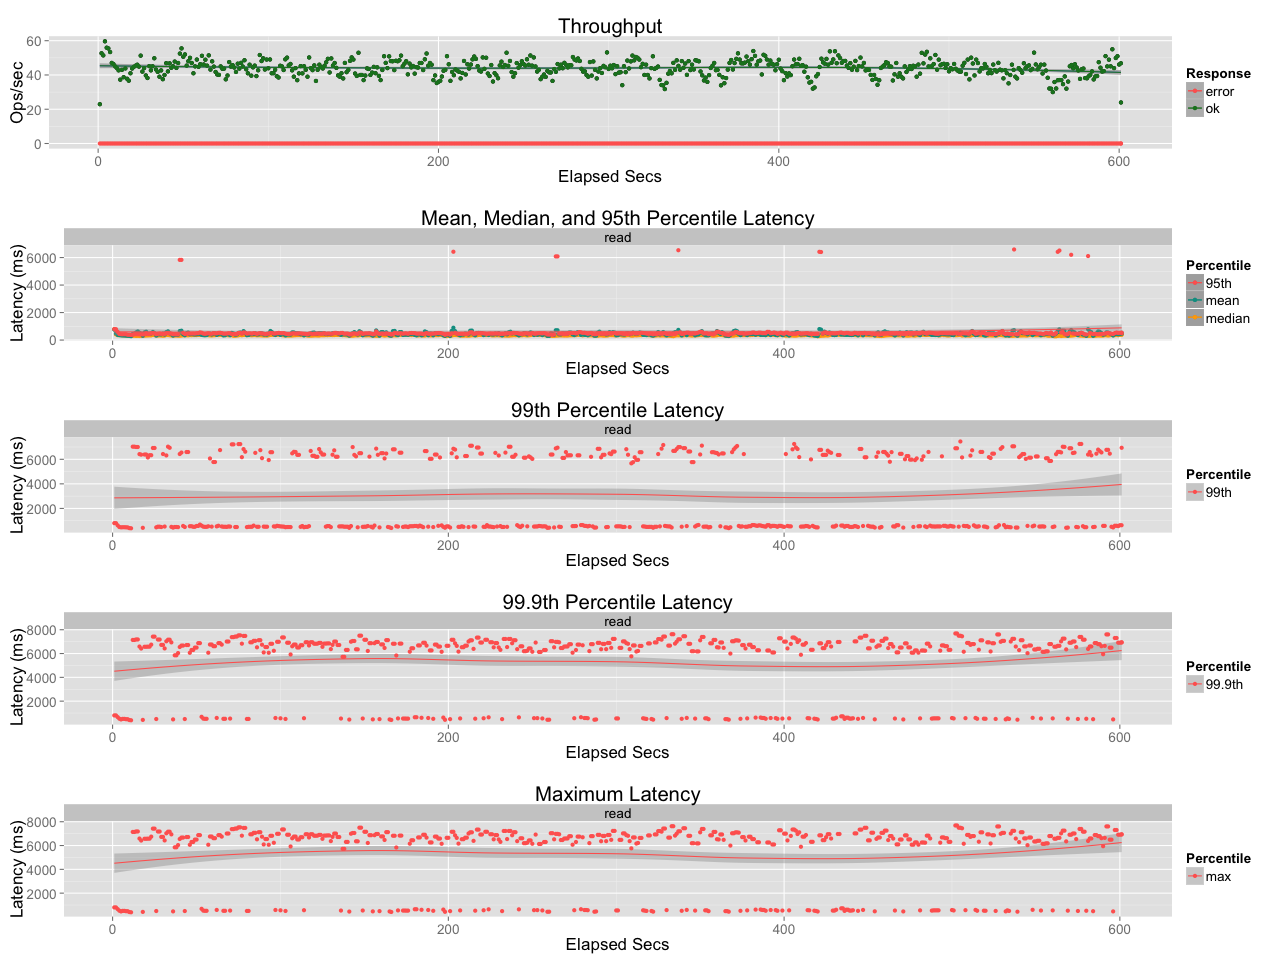 Throughput
60
40
20
0
Ops/sec
0
200
400
600
Elapsed Secs
Response
error
ok
Mean, Median, and 95th Percentile Latency
read
6000
4000
2000
0
Latency (ms)
0
200
400
600
Elapsed Secs
Percentile
95th
mean
median
99th Percentile Latency
read
6000
4000
2000
Latency (ms)
0
200
400
600
Elapsed Secs
Percentile
99th
99.9th Percentile Latency
read
8000
6000
4000
2000
Latency (ms)
0
200
400
600
Elapsed Secs
Percentile
99.9th
Maximum Latency
read
8000
6000
4000
2000
Latency (ms)
0
200
400
600
Elapsed Secs
Percentile
max